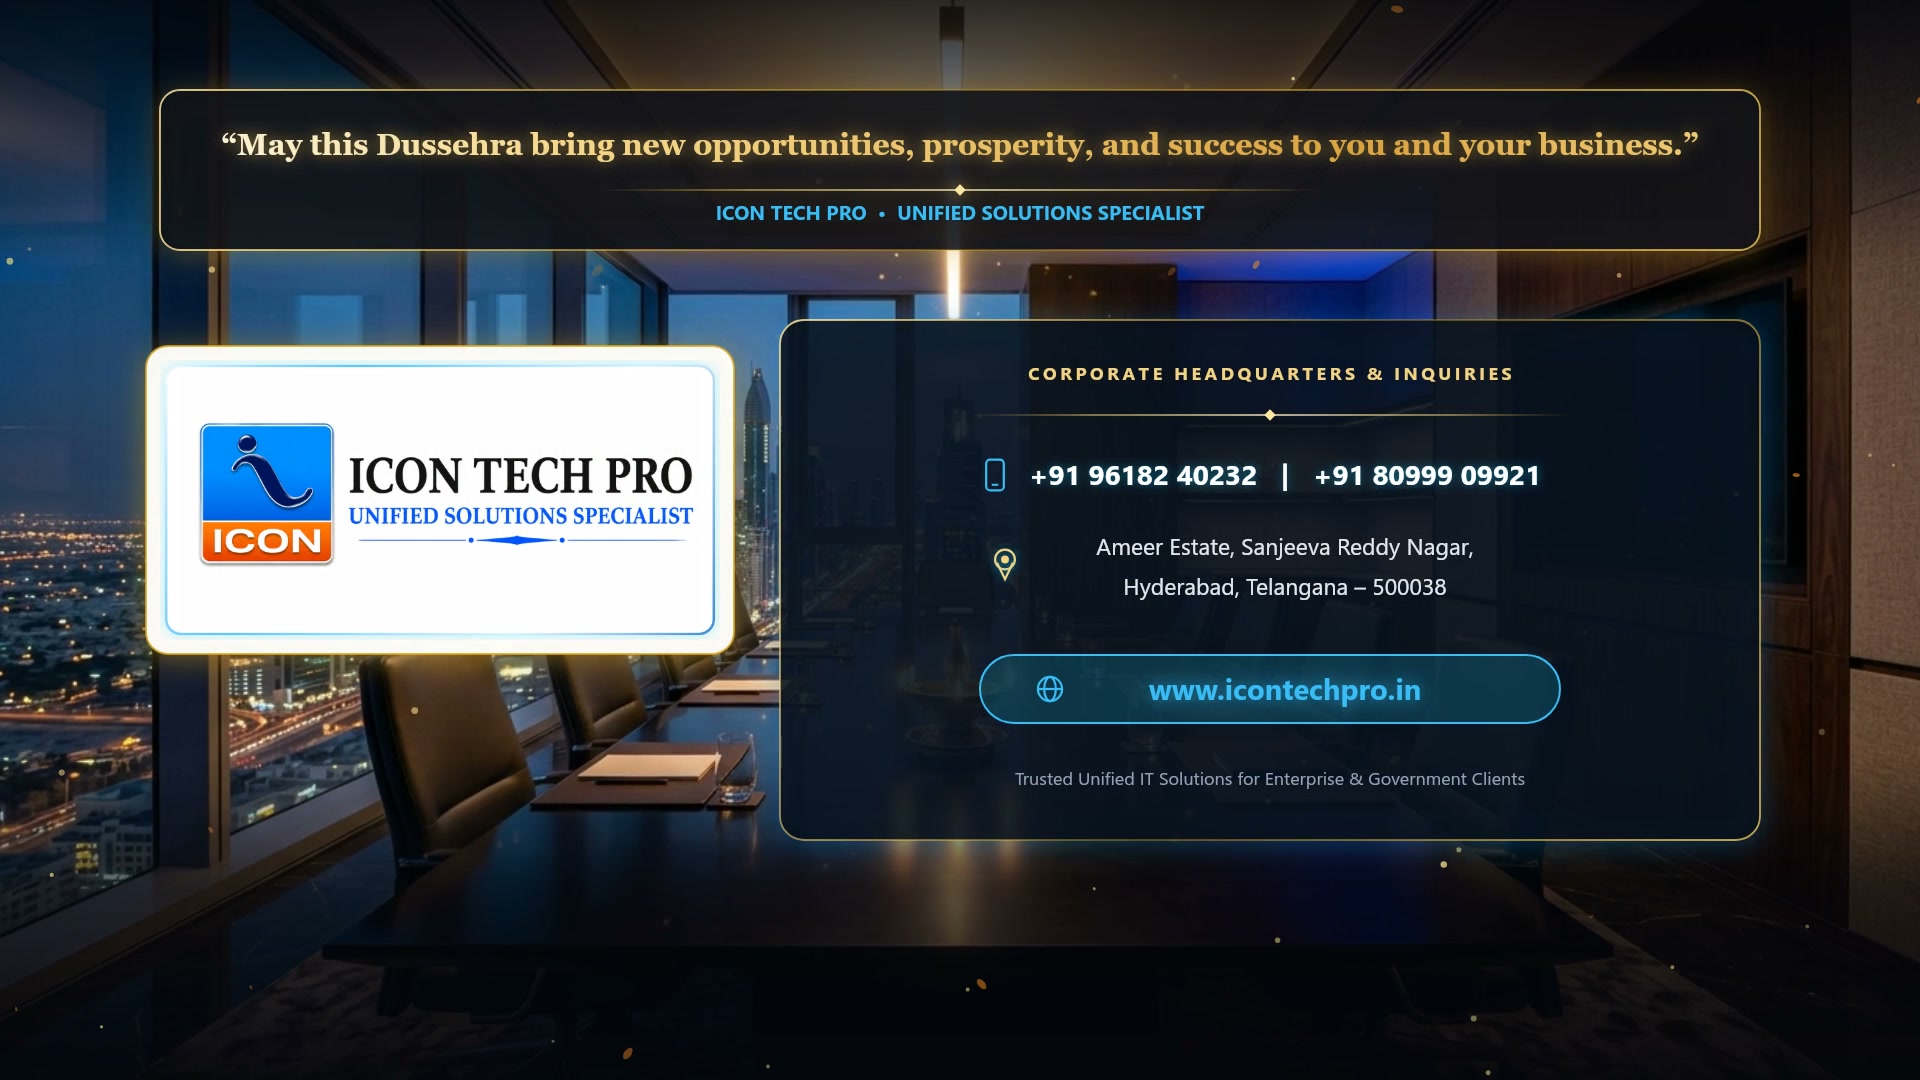 “May this Dussehra bring new opportunities, prosperity, and success to you and your business.”
ICON TECH PRO • UNIFIED SOLUTIONS SPECIALIST
ICON
ICON TECH PRO
UNIFIED SOLUTIONS SPECIALIST
CORPORATE HEADQUARTERS & INQUIRIES
+91 96182 40232 | +91 80999 09921
Ameer Estate, Sanjeeva Reddy Nagar,
Hyderabad, Telangana – 500038
www.icontechpro.in
Trusted Unified IT Solutions for Enterprise & Government Clients